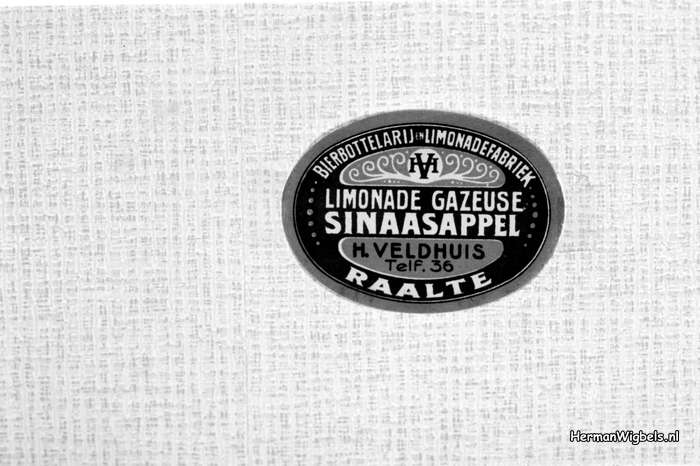 BIERBOTTELARIJ EN LIMONADEFABRIEK
HV
LIMONADE GAZEUSE
SINAASAPPEL
H. VELDHUIS
Telf. 36
RAALTE
HermanWigbels.nl